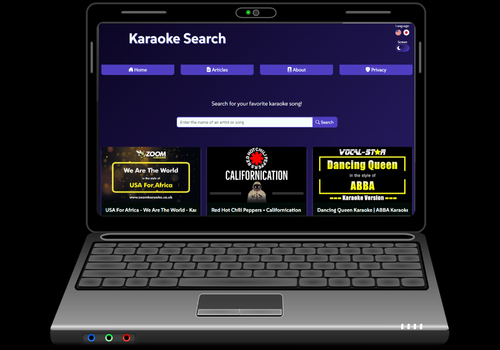 Language
Karaoke Search
Screen
Home
Articles
About
Privacy
Search for your favorite karaoke song!
Enter the name of an artist or song
Search
ZOOM
We Are The World
in the style of
USA For Africa
www.zoomkaraoke.co.uk
USA For Africa - We Are The World - Kar
RED HOT CHILI PEPPERS
CALIFORNICATION
Red Hot Chili Peppers • Californication
VOCAL-STAR
Dancing Queen
in the style of
ABBA
Karaoke Version
Dancing Queen Karaoke | ABBA Karaoke